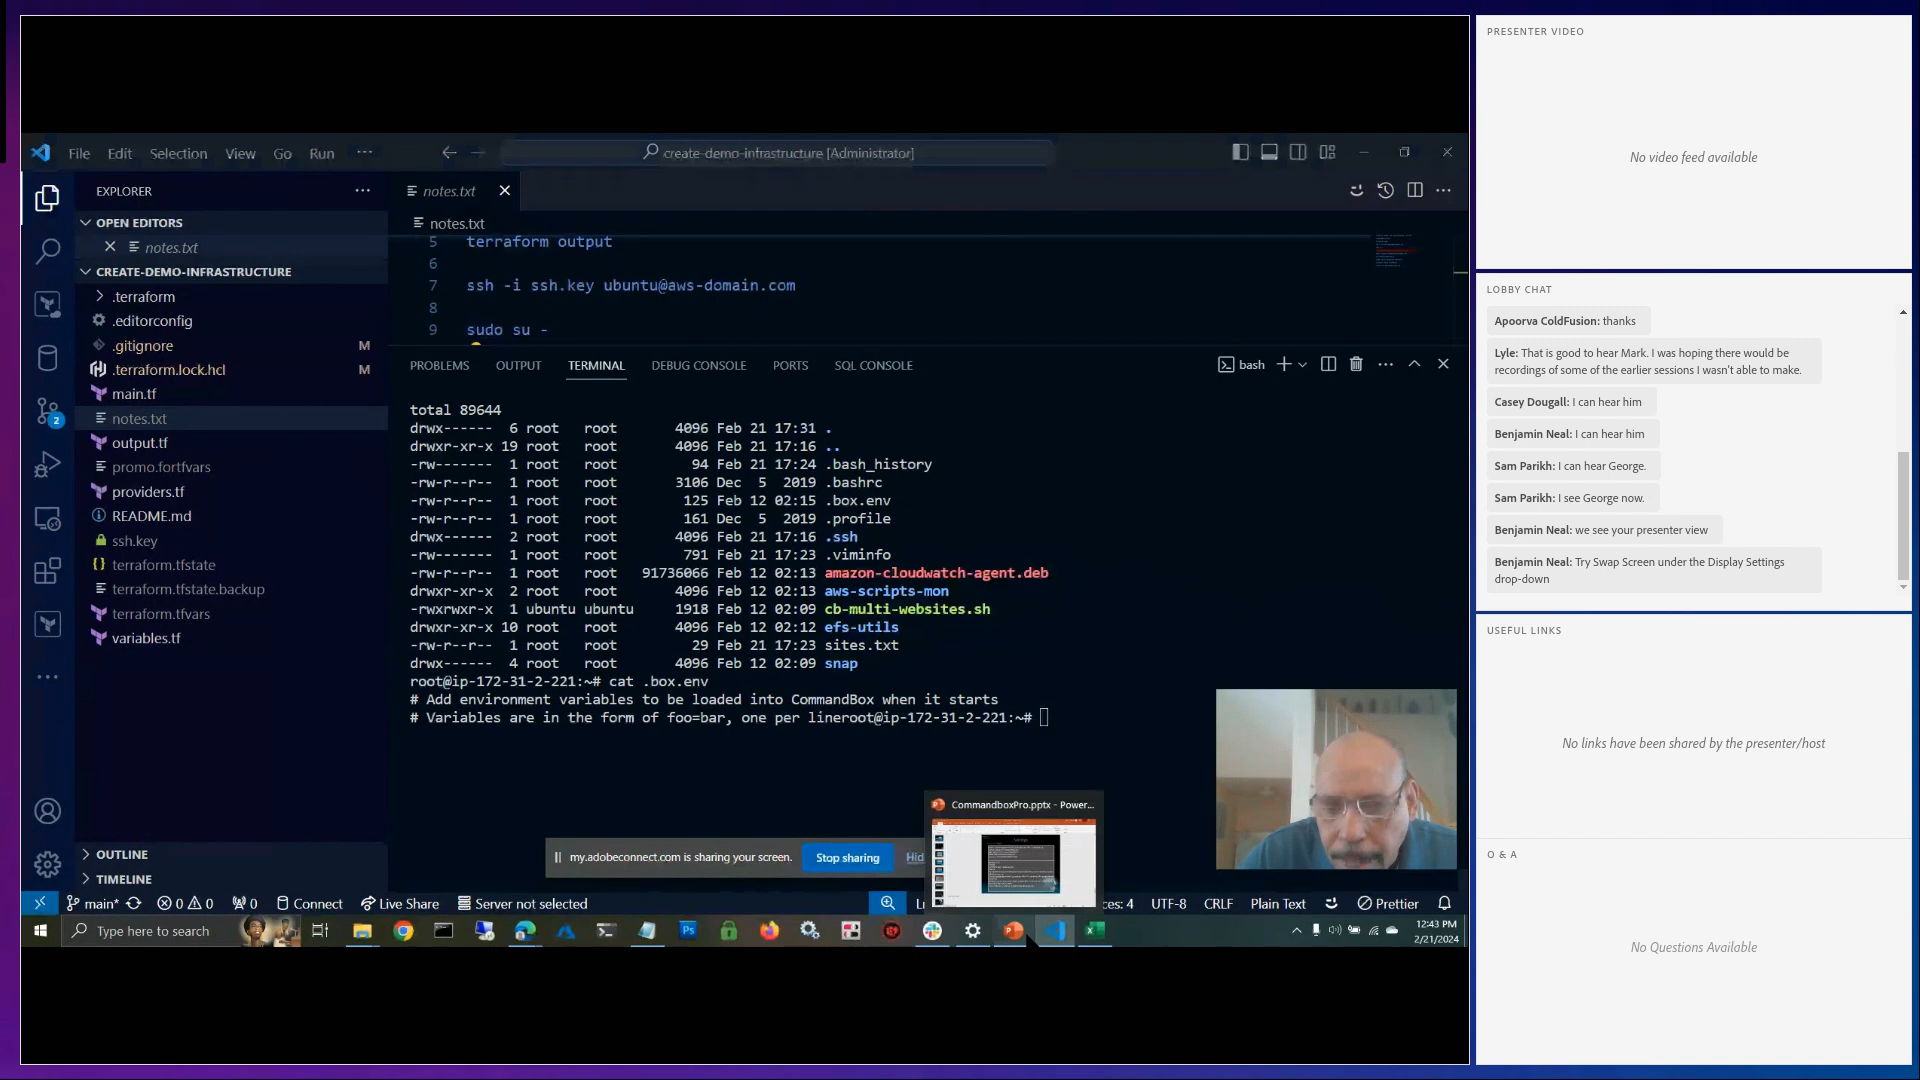 File Edit Selection View Go Run ···
create-demo-infrastructure [Administrator]
EXPLORER
OPEN EDITORS
notes.txt
CREATE-DEMO-INFRASTRUCTURE
.terraform
.editorconfig
.gitignore M
.terraform.lock.hcl M
main.tf
notes.txt
output.tf
promo.fortfvars
providers.tf
README.md
ssh.key
terraform.tfstate
terraform.tfstate.backup
terraform.tfvars
variables.tf
OUTLINE
TIMELINE
2
notes.txt
notes.txt
5 terraform output
6
7 ssh -i ssh.key ubuntu@aws-domain.com
8
9 sudo su -
PROBLEMS OUTPUT TERMINAL DEBUG CONSOLE PORTS SQL CONSOLE
bash
total 89644
drwx------ 6 root root 4096 Feb 21 17:31 .
drwxr-xr-x 19 root root 4096 Feb 21 17:16 ..
-rw------- 1 root root 94 Feb 21 17:24 .bash_history
-rw-r--r-- 1 root root 3106 Dec 5 2019 .bashrc
-rw-r--r-- 1 root root 125 Feb 12 02:15 .box.env
-rw-r--r-- 1 root root 161 Dec 5 2019 .profile
drwx------ 2 root root 4096 Feb 21 17:16 .ssh
-rw------- 1 root root 791 Feb 21 17:23 .viminfo
-rw-r--r-- 1 root root 91736066 Feb 12 02:13 amazon-cloudwatch-agent.deb
drwxr-xr-x 2 root root 4096 Feb 12 02:13 aws-scripts-mon
-rwxrwxr-x 1 ubuntu ubuntu 1918 Feb 12 02:09 cb-multi-websites.sh
drwxr-xr-x 10 root root 4096 Feb 12 02:12 efs-utils
-rw-r--r-- 1 root root 29 Feb 21 17:23 sites.txt
drwx------ 4 root root 4096 Feb 12 02:09 snap
root@ip-172-31-2-221:~# cat .box.env
# Add environment variables to be loaded into CommandBox when it starts
# Variables are in the form of foo=bar, one per lineroot@ip-172-31-2-221:~#
CommandboxPro.pptx - Power...
my.adobeconnect.com is sharing your screen. Stop sharing Hid
main* 0 0 0 Connect Live Share Server not selected
ces: 4 UTF-8 CRLF Plain Text Prettier
Type here to search
12:43 PM
2/21/2024
PRESENTER VIDEO
No video feed available
LOBBY CHAT
Apoorva ColdFusion: thanks
Lyle: That is good to hear Mark. I was hoping there would be
recordings of some of the earlier sessions I wasn't able to make.
Casey Dougall: I can hear him
Benjamin Neal: I can hear him
Sam Parikh: I can hear George.
Sam Parikh: I see George now.
Benjamin Neal: we see your presenter view
Benjamin Neal: Try Swap Screen under the Display Settings
drop-down
USEFUL LINKS
No links have been shared by the presenter/host
Q & A
No Questions Available